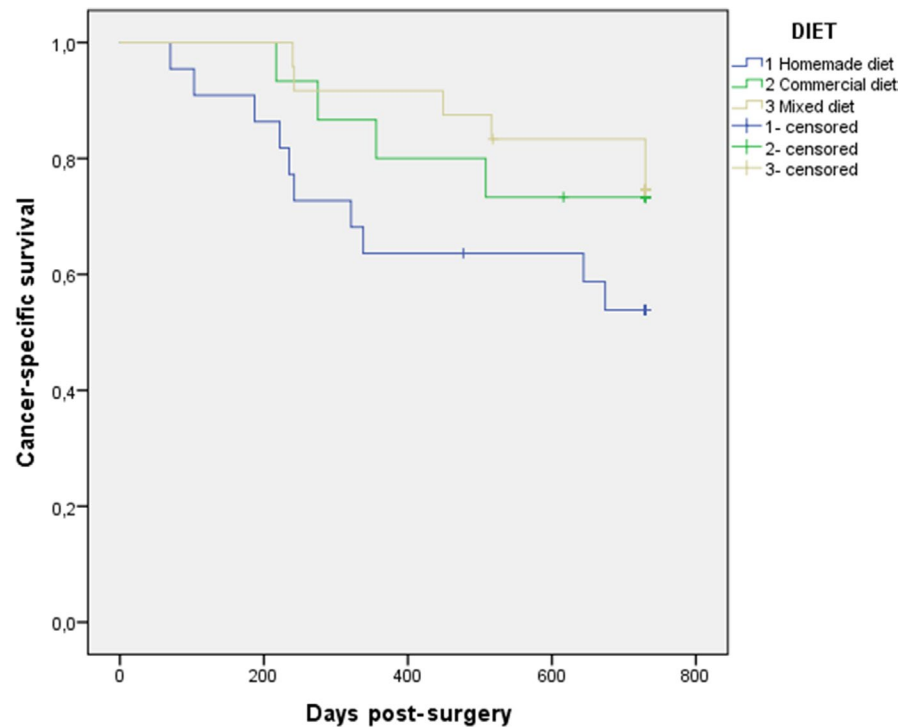 DIET
1 Homemade diet
2 Commercial diet
3 Mixed diet
1- censored
2- censored
3- censored
Cancer-specific survival
1,0
0,8
0,6
0,4
0,2
0,0
0 200 400 600 800
Days post-surgery